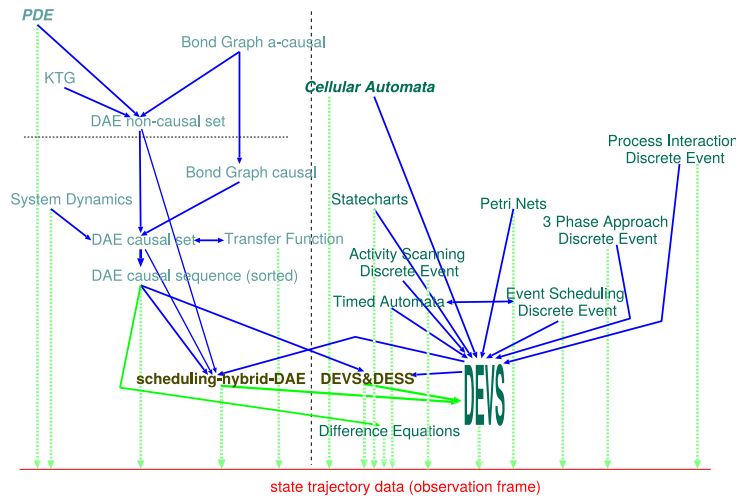 PDE
Bond Graph a-causal
KTG
Cellular Automata
DAE non-causal set
Process Interaction
Discrete Event
Bond Graph causal
System Dynamics
Statecharts
Petri Nets
3 Phase Approach
Discrete Event
DAE causal set
Transfer Function
Activity Scanning
Discrete Event
DAE causal sequence (sorted)
Timed Automata
Event Scheduling
Discrete Event
scheduling-hybrid-DAE
DEVS&DESS
DEVS
Difference Equations
state trajectory data (observation frame)